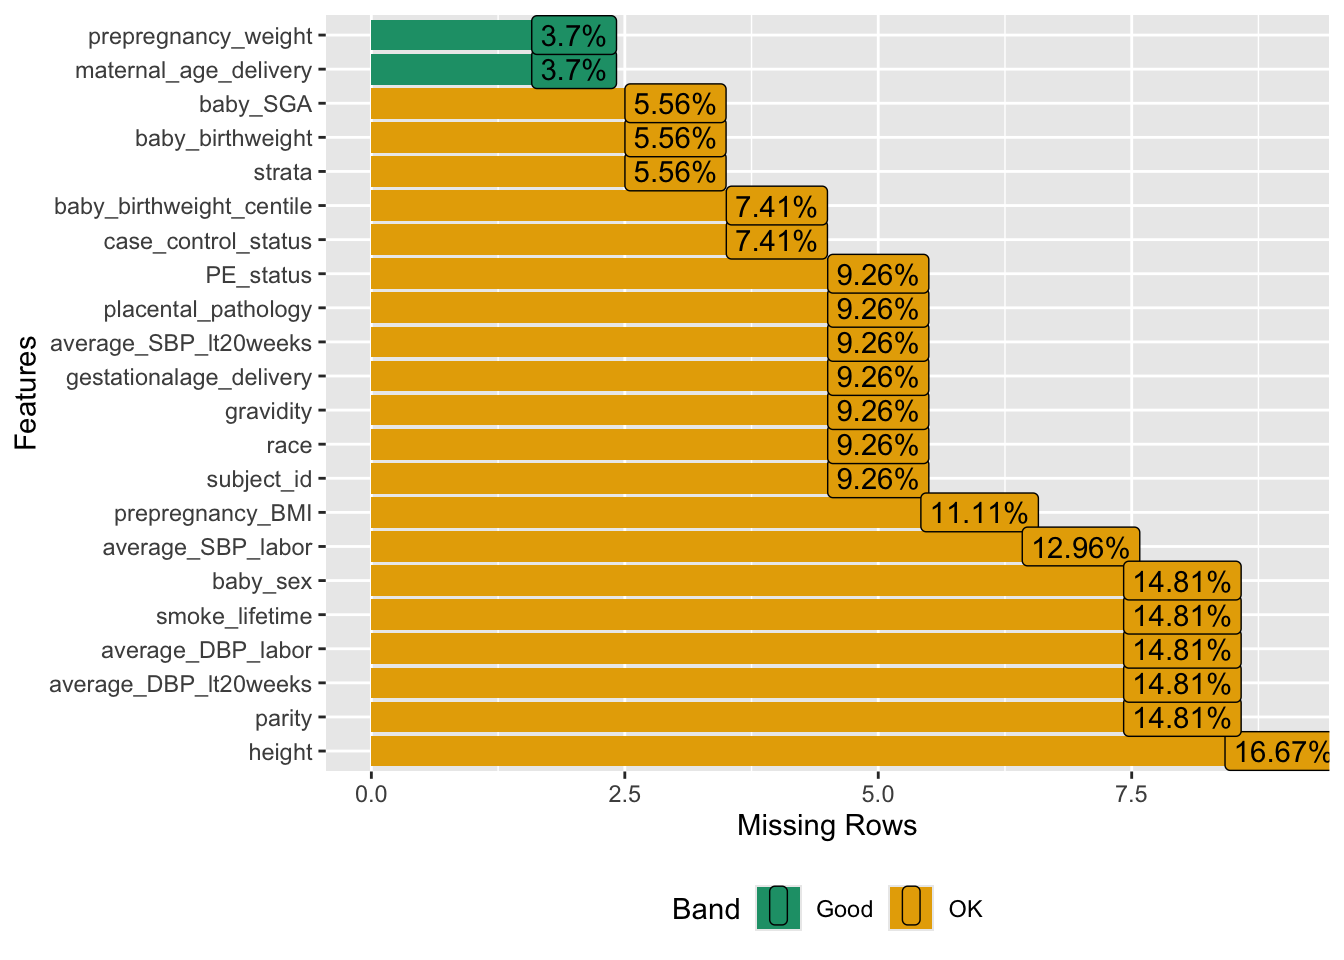 prepregnancy_weight 3.7%
maternal_age_delivery 3.7%
baby_SGA 5.56%
baby_birthweight 5.56%
strata 5.56%
baby_birthweight_centile 7.41%
case_control_status 7.41%
PE_status 9.26%
placental_pathology 9.26%
average_SBP_lt20weeks 9.26%
gestationalage_delivery 9.26%
gravidity 9.26%
race 9.26%
subject_id 9.26%
prepregnancy_BMI 11.11%
average_SBP_labor 12.96%
baby_sex 14.81%
smoke_lifetime 14.81%
average_DBP_labor 14.81%
average_DBP_lt20weeks 14.81%
parity 14.81%
height 16.67%
Features
0.0 2.5 5.0 7.5
Missing Rows
Band Good OK